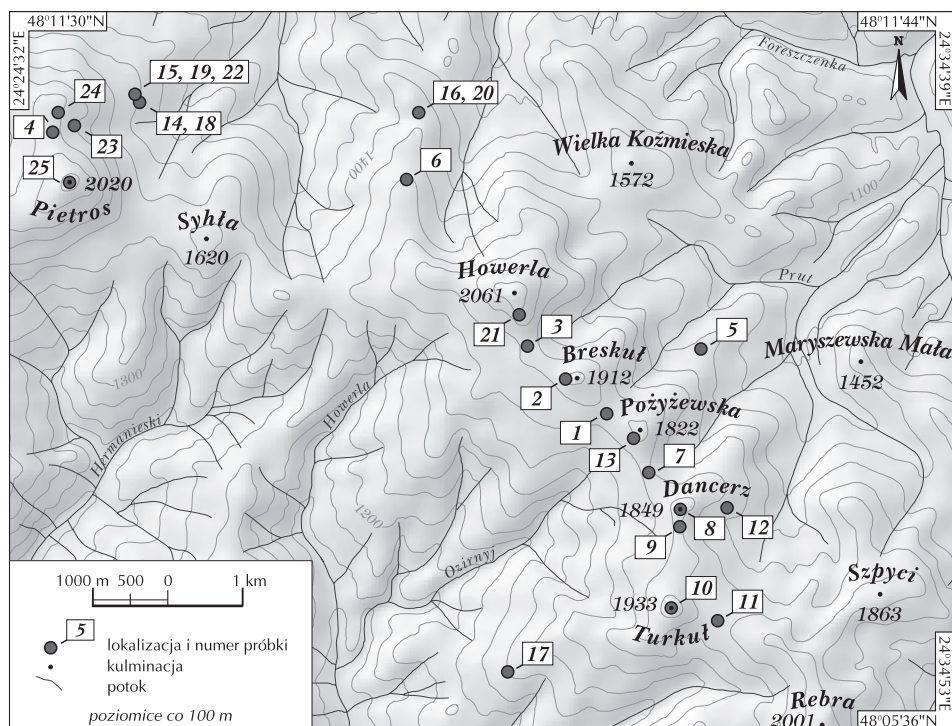 48°11'30"N
48°11'44"N
24°24'32"E
24°34'39"E
N
Foreszczenka
15, 19, 22
24
16, 20
14, 18
4
23
6
1400
Wielka Koźmieska
1572
25
2020
Pietros
1100
Syhła
1620
Howerla
2061
Prut
21
3
5
Breskuł
1912
Maryszewska Mała
1452
1300
2
Howerla
Pożyżewska
1822
1
13
7
Hermanieski
Dancerz
1849
8
12
9
1200
Ozirnyj
Szpyci
1863
10
1933
11
Turkuł
17
1000 m 500 0 1 km
5
lokalizacja i numer próbki
kulminacja
potok
poziomice co 100 m
24°34'53"E
Rebra
2001
48°05'36"N